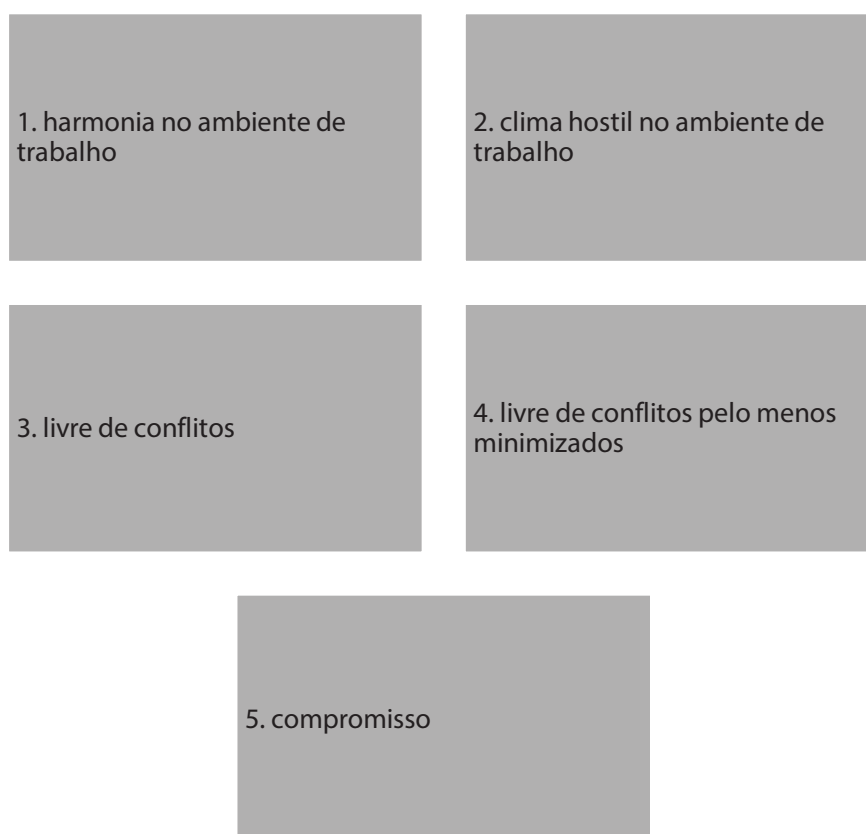 1. harmonia no ambiente de
trabalho
2. clima hostil no ambiente de
trabalho
3. livre de conflitos
4. livre de conflitos pelo menos
minimizados
5. compromisso